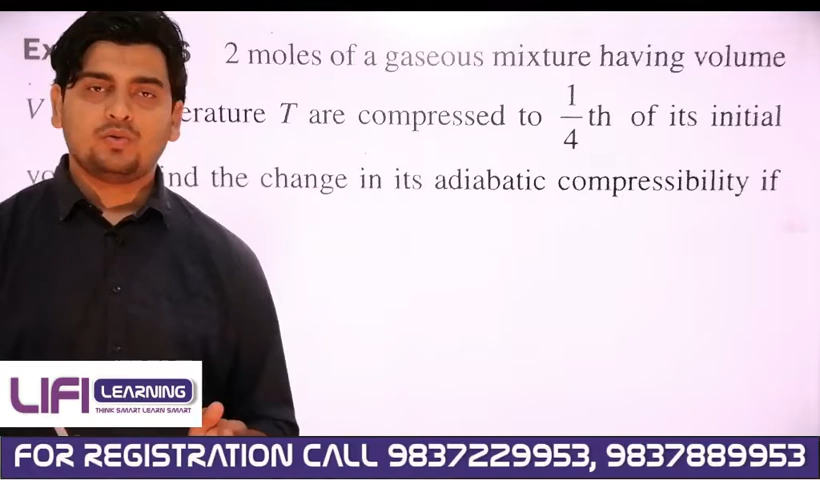 2 moles of a gaseous mixture having volume
V erature T are compressed to 1/4 th of its initial
nd the change in its adiabatic compressibility if
LIFI LEARNING
THINK SMART LEARN SMART
FOR REGISTRATION CALL 9837229953, 9837889953